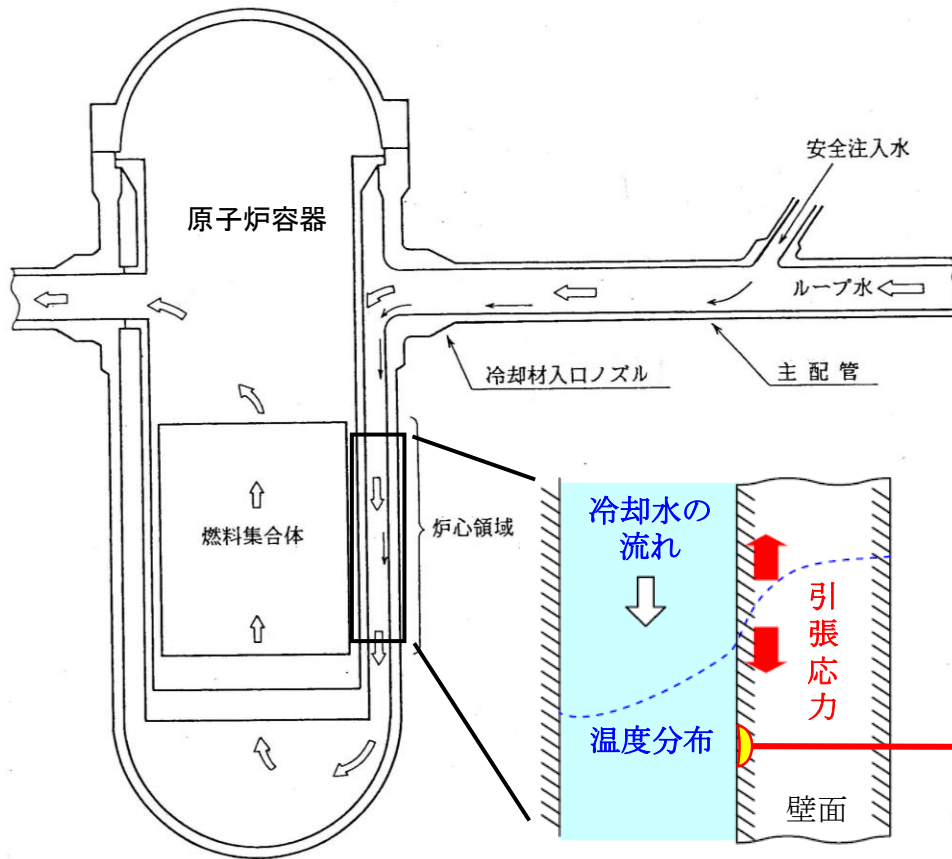 安全注入水
原子炉容器
ループ水
冷却材入口ノズル
主配管
燃料集合体
炉心領域
冷却水の
流れ
引張応力
温度分布
壁面